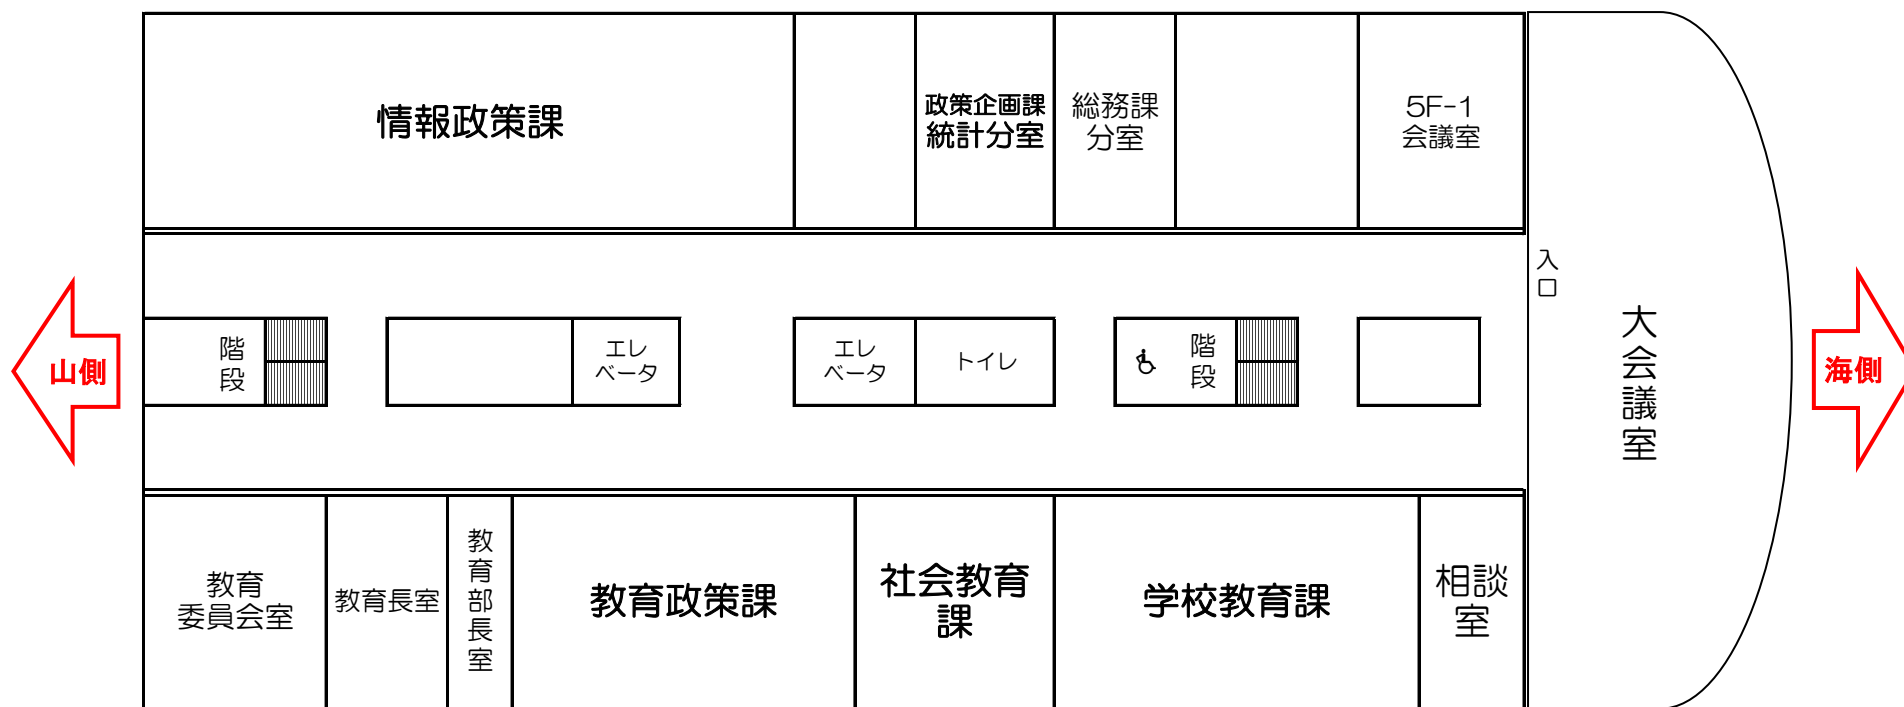 情報政策課
政策企画課
統計分室
総務課
分室
5F-1
会議室
入口
大会議室
山側
階段
エレ
ベータ
エレ
ベータ
トイレ
階段
海側
教育
委員会室
教育長室
教育部長室
教育政策課
社会教育
課
学校教育課
相談
室